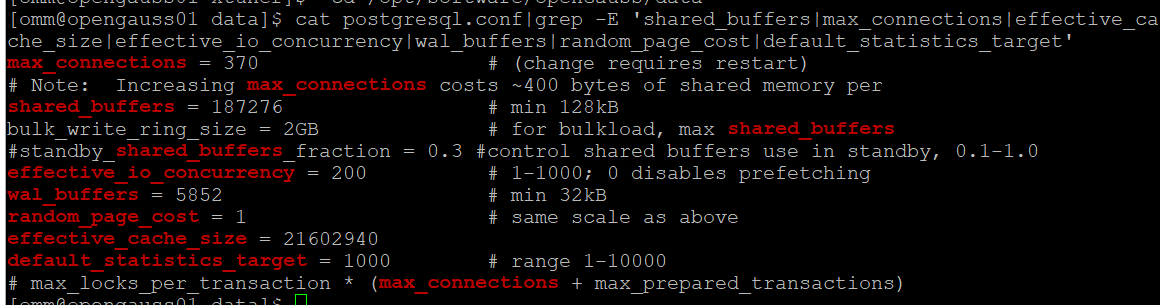 [omm@opengauss01 data]$ cat postgresql.conf|grep -E 'shared_buffers|max_connections|effective_ca
che_size|effective_io_concurrency|wal_buffers|random_page_cost|default_statistics_target'
max_connections = 370 # (change requires restart)
# Note: Increasing max_connections costs ~400 bytes of shared memory per
shared_buffers = 187276 # min 128kB
bulk_write_ring_size = 2GB # for bulkload, max shared_buffers
#standby_shared_buffers_fraction = 0.3 #control shared buffers use in standby, 0.1-1.0
effective_io_concurrency = 200 # 1-1000; 0 disables prefetching
wal_buffers = 5852 # min 32kB
random_page_cost = 1 # same scale as above
effective_cache_size = 21602940
default_statistics_target = 1000 # range 1-10000
# max_locks_per_transaction * (max_connections + max_prepared_transactions)
[omm@opengauss01 data]$